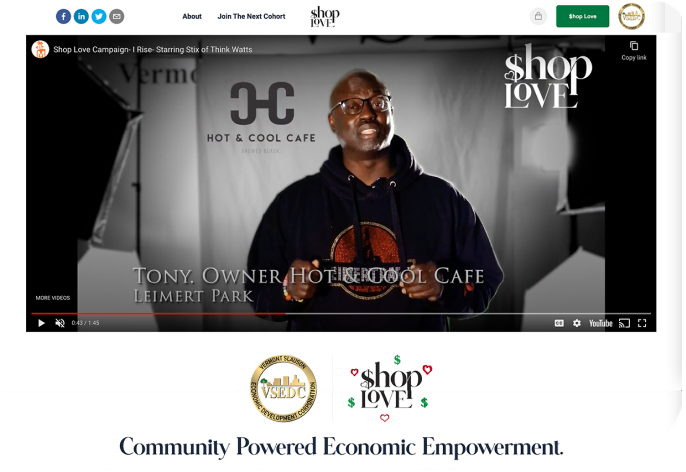 About
Join The Next Cohort
$hop LOVE!
$hop Love
VSEDC
Shop Love Campaign- I Rise- Starring Stix of Think Watts
Copy link
$hop
LOVE!
HOT & COOL CAFE
TONY. OWNER HOT & COOL CAFE
LEIMERT PARK
MORE VIDEOS
0:43 / 1:45
CC
YouTube
VERMONT SLAUSON
VSEDC
ECONOMIC DEVELOPMENT CORPORATION
$hop
LOVE!
Community Powered Economic Empowerment.